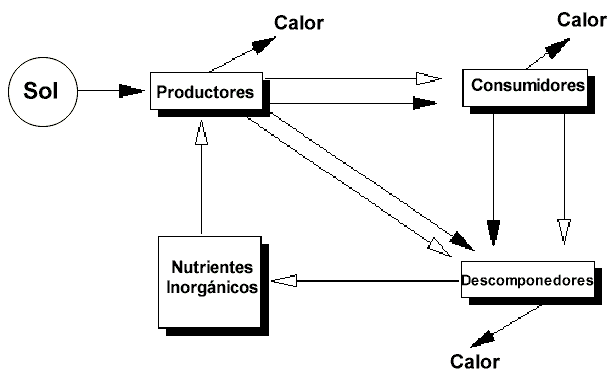 Calor
Calor
Sol
Productores
Consumidores
Nutrientes
Inorgánicos
Descomponedores
Calor